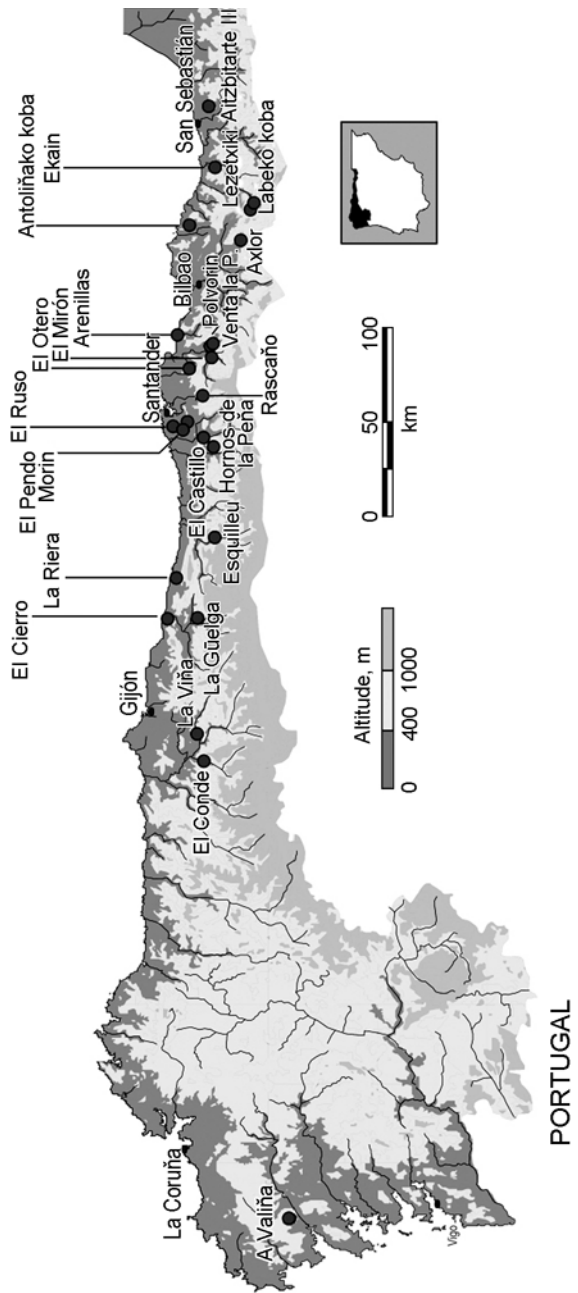 La Coruña
A Valiña
Vigo
PORTUGAL
Gijón
El Conde
La Viña
La Güelga
El Cierro
La Riera
Esquilleu
El Pendo
Morin
El Ruso
El Castillo
Hornos de
la Peña
Santander
Rascaño
El Otero
El Mirón
Arenillas
Venta la P.
Polvorin
Bilbao
Axlor
Antoliñako koba
Ekain
Labeko koba
Lezetxiki
Aitzbitarte III
San Sebastián
Altitude, m
0 400 1000
0 50 100
km